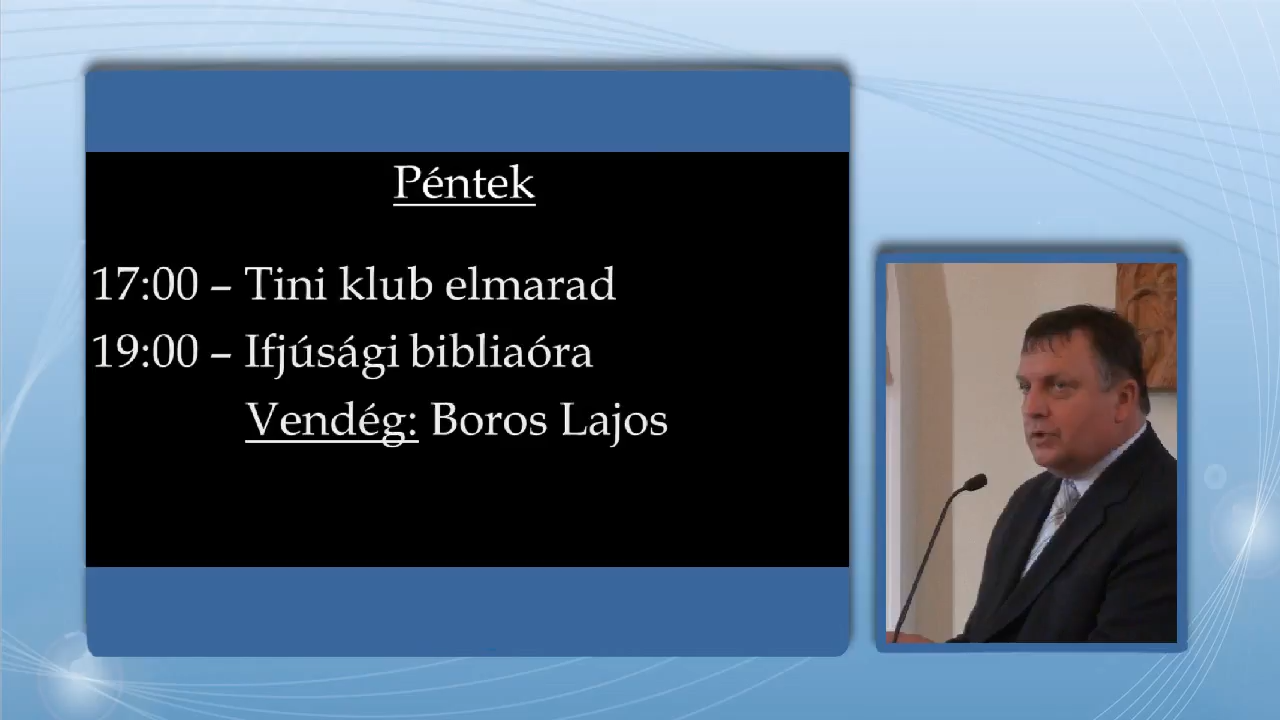 Péntek
17:00 – Tini klub elmarad
19:00 – Ifjúsági bibliaóra
Vendég: Boros Lajos